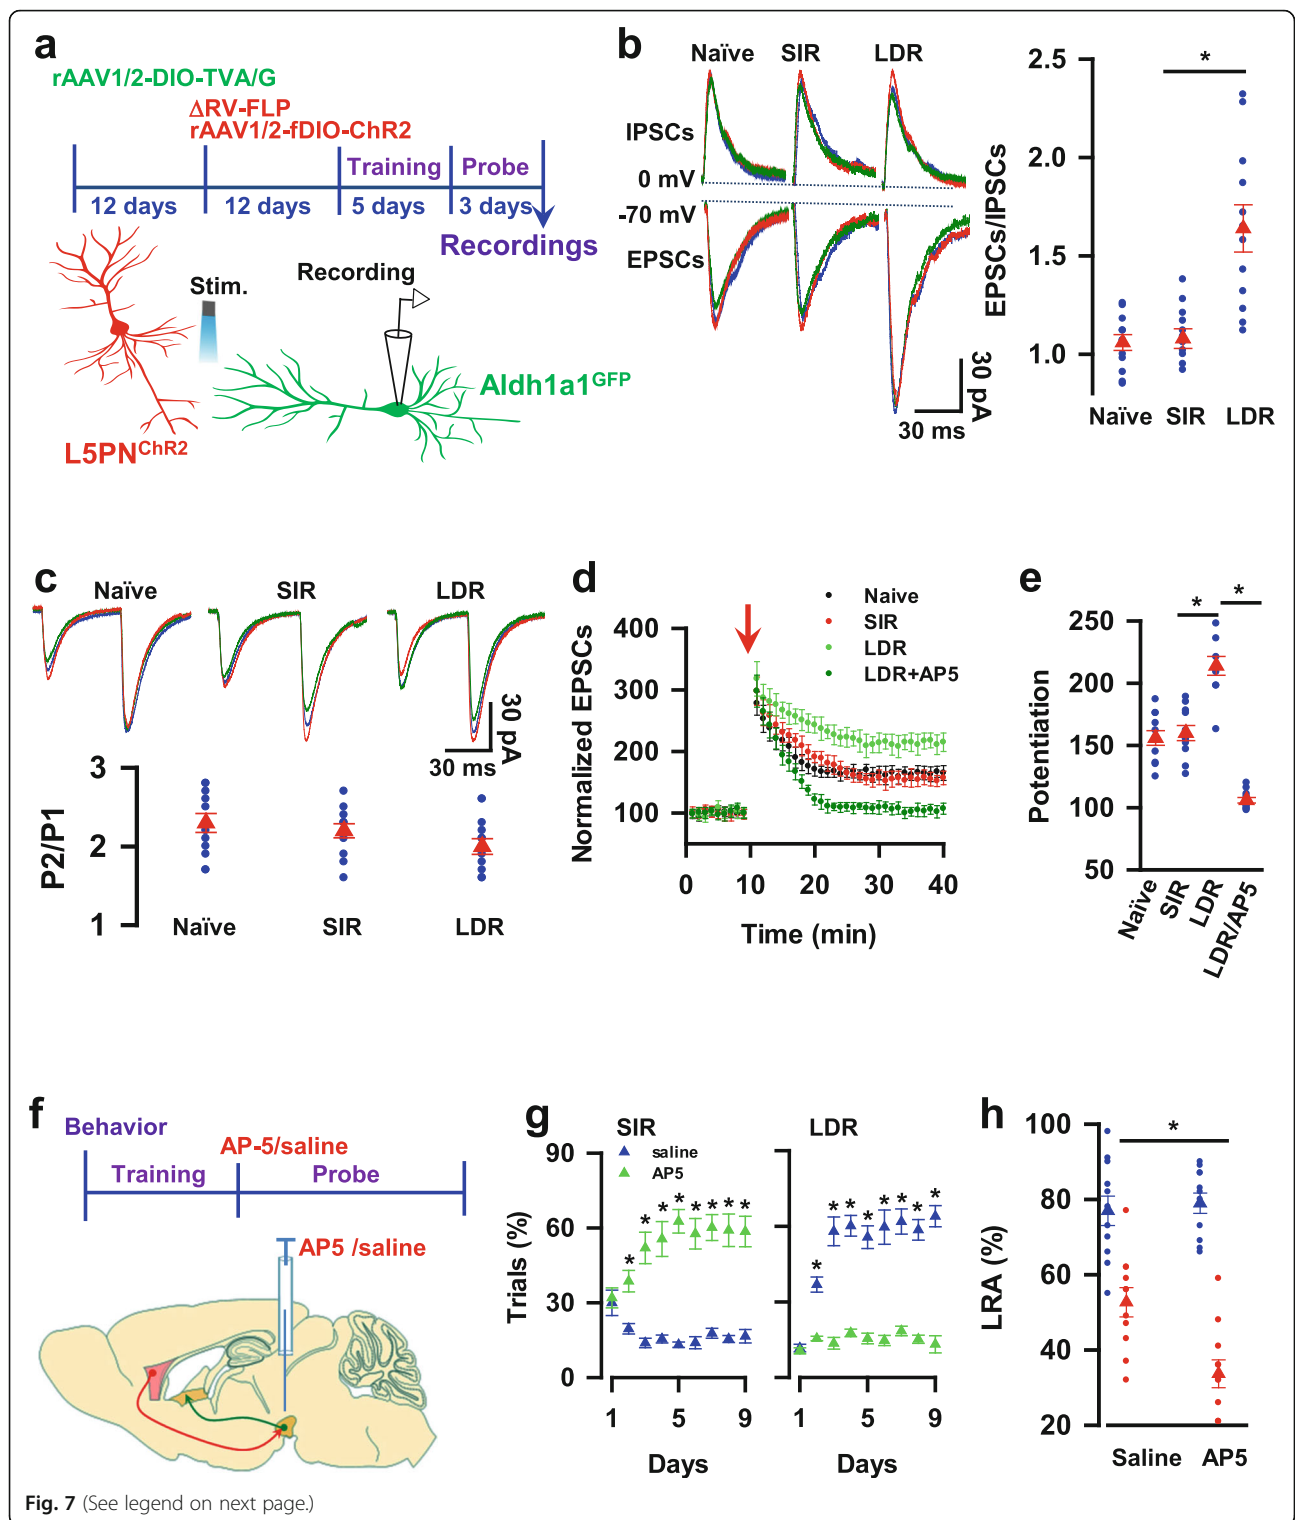 a
rAAV1/2-DIO-TVA/G
ΔRV-FLP
rAAV1/2-fDIO-ChR2
Training Probe
12 days 12 days 5 days 3 days
Recordings
Stim.
Recording
Aldh1a1GFP
L5PNChR2
b
Naïve SIR LDR
IPSCs
0 mV
-70 mV
EPSCs
30 pA
30 ms
EPSCs/IPSCs
2.5
2.0
1.5
1.0
*
Naïve SIR LDR
c
Naïve SIR LDR
30 pA
30 ms
P2/P1
3
2
1
Naïve SIR LDR
d
Normalized EPSCs
400
300
200
100
Naive
SIR
LDR
LDR+AP5
0 10 20 30 40
Time (min)
e
Potentiation
250
200
150
100
50
* *
Naïve SIR LDR LDR/AP5
f
Behavior
AP-5/saline
Training Probe
AP5 /saline
g
SIR LDR
saline
AP5
Trials (%)
90
60
30
0
* * * * * * * *
* * * * * * * *
1 5 9 1 5 9
Days Days
h
LRA (%)
100
80
60
40
20
*
Saline AP5
Fig. 7 (See legend on next page.)